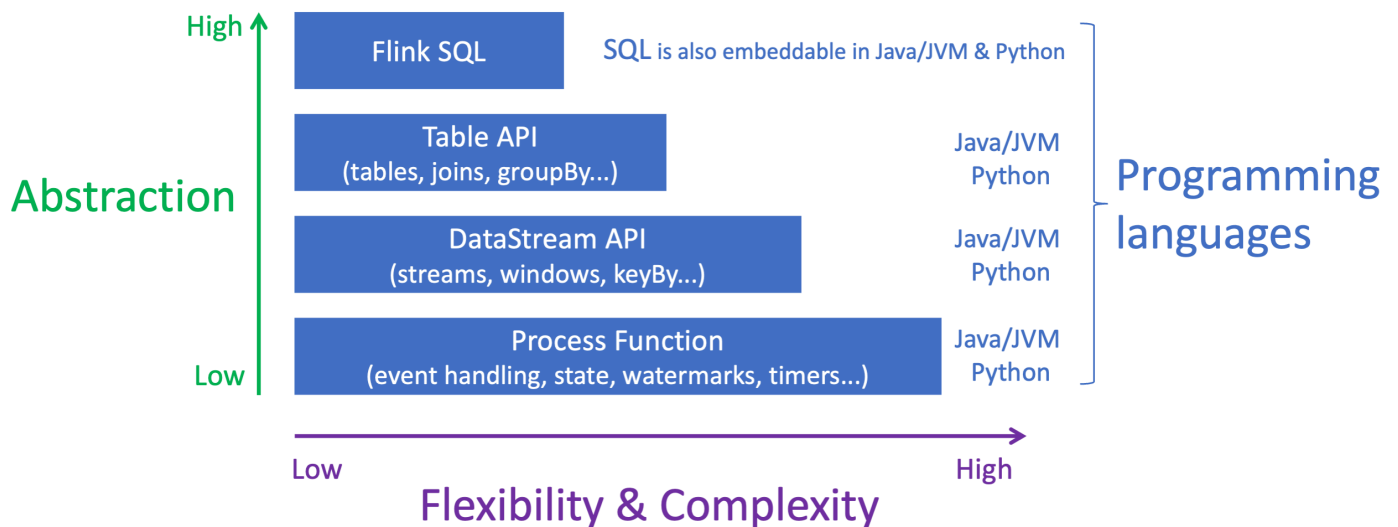 High
Flink SQL
SQL is also embeddable in Java/JVM & Python
Table API
(tables, joins, groupBy...)
Java/JVM
Python
Abstraction
Programming
languages
DataStream API
(streams, windows, keyBy...)
Java/JVM
Python
Process Function
(event handling, state, watermarks, timers...)
Java/JVM
Python
Low
Low
High
Flexibility & Complexity